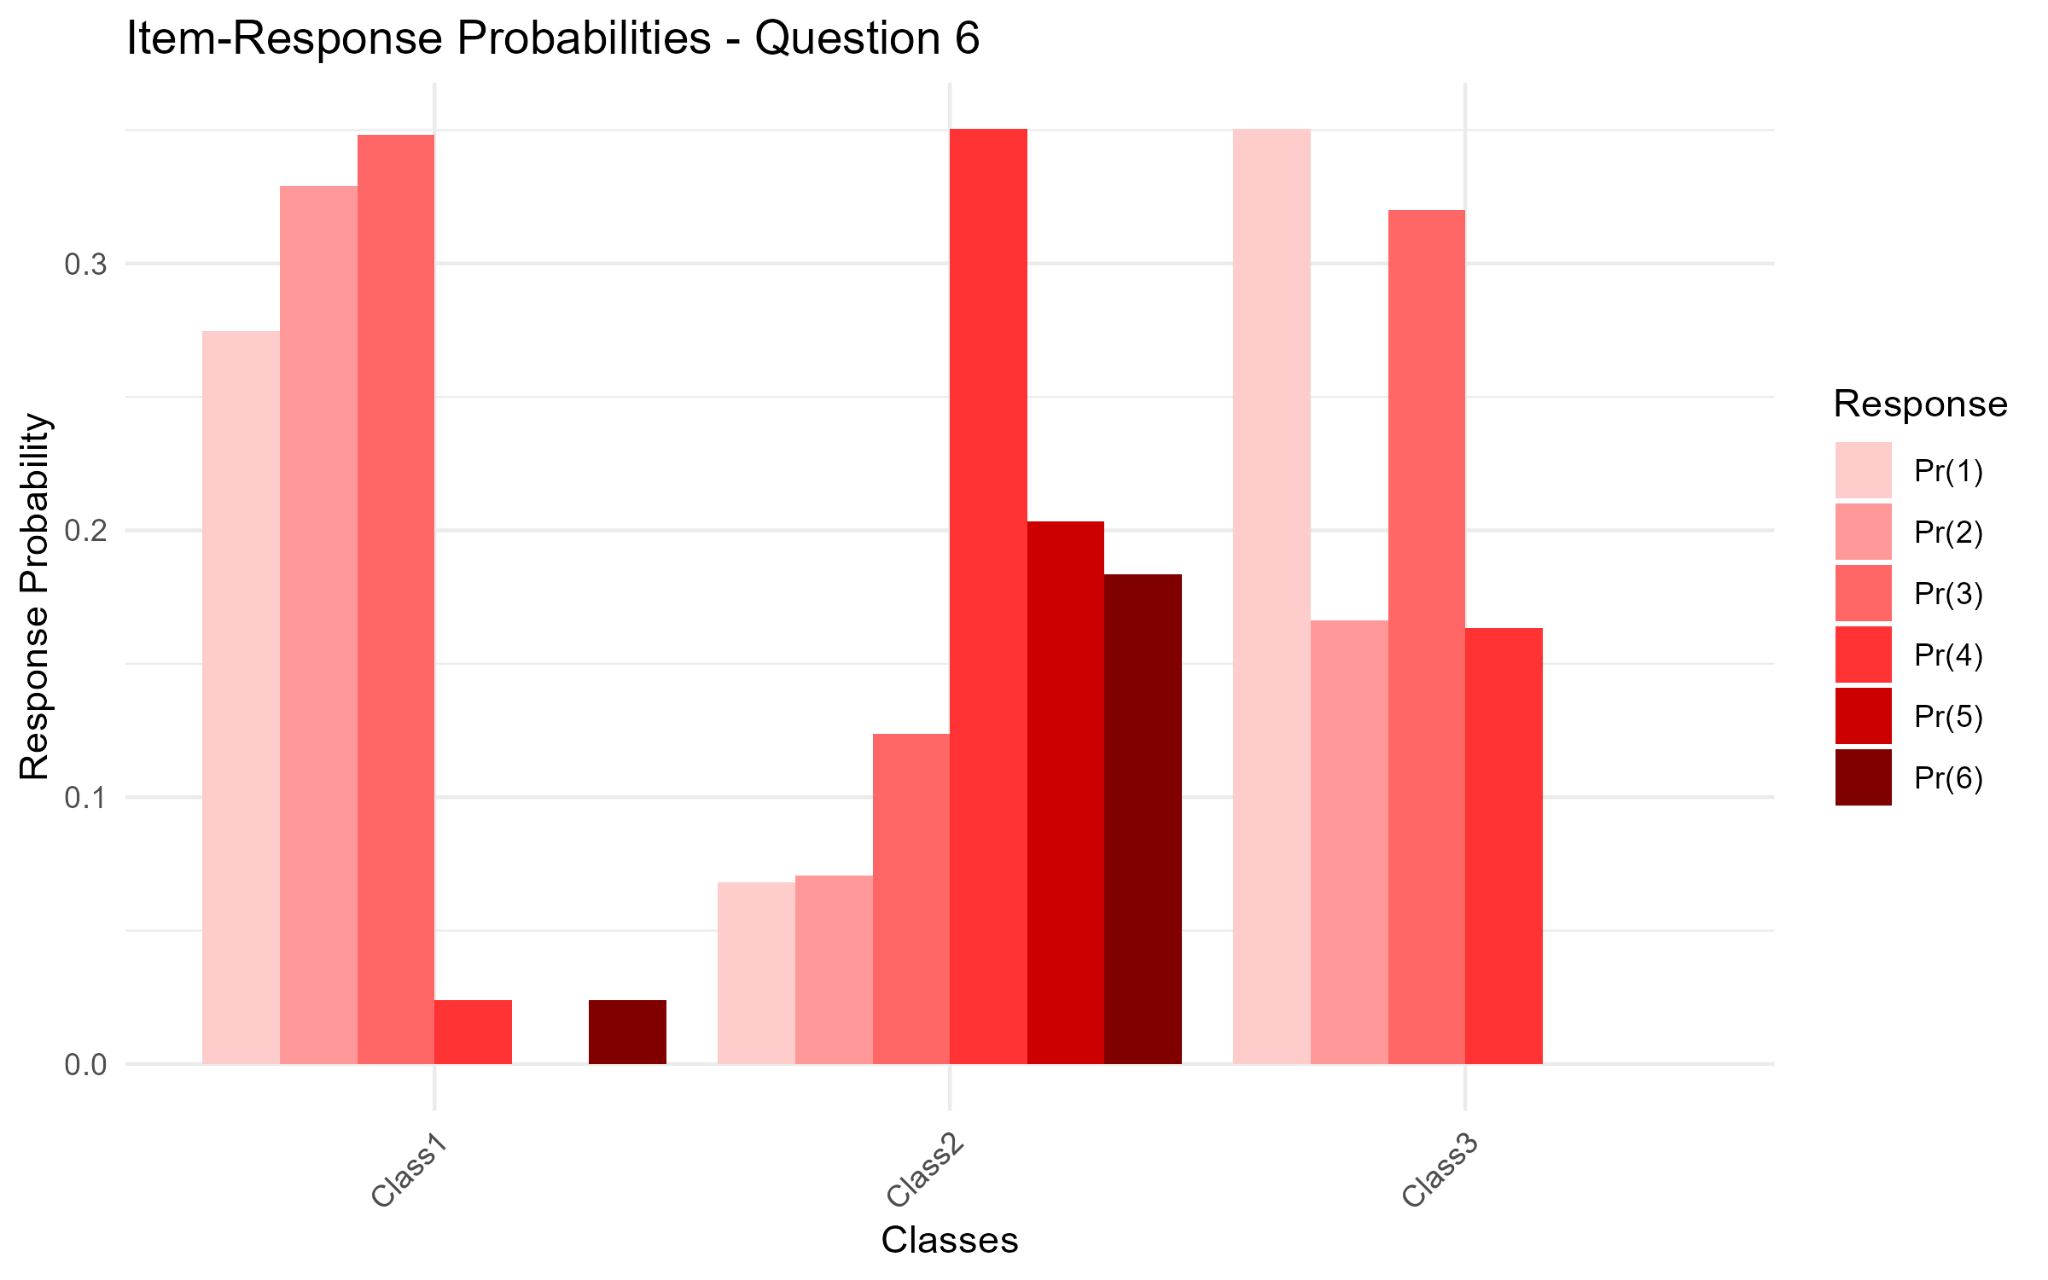 Item-Response Probabilities - Question 6
Response Probability
0.3
0.2
0.1
0.0
Class1
Class2
Class3
Classes
Response
Pr(1)
Pr(2)
Pr(3)
Pr(4)
Pr(5)
Pr(6)